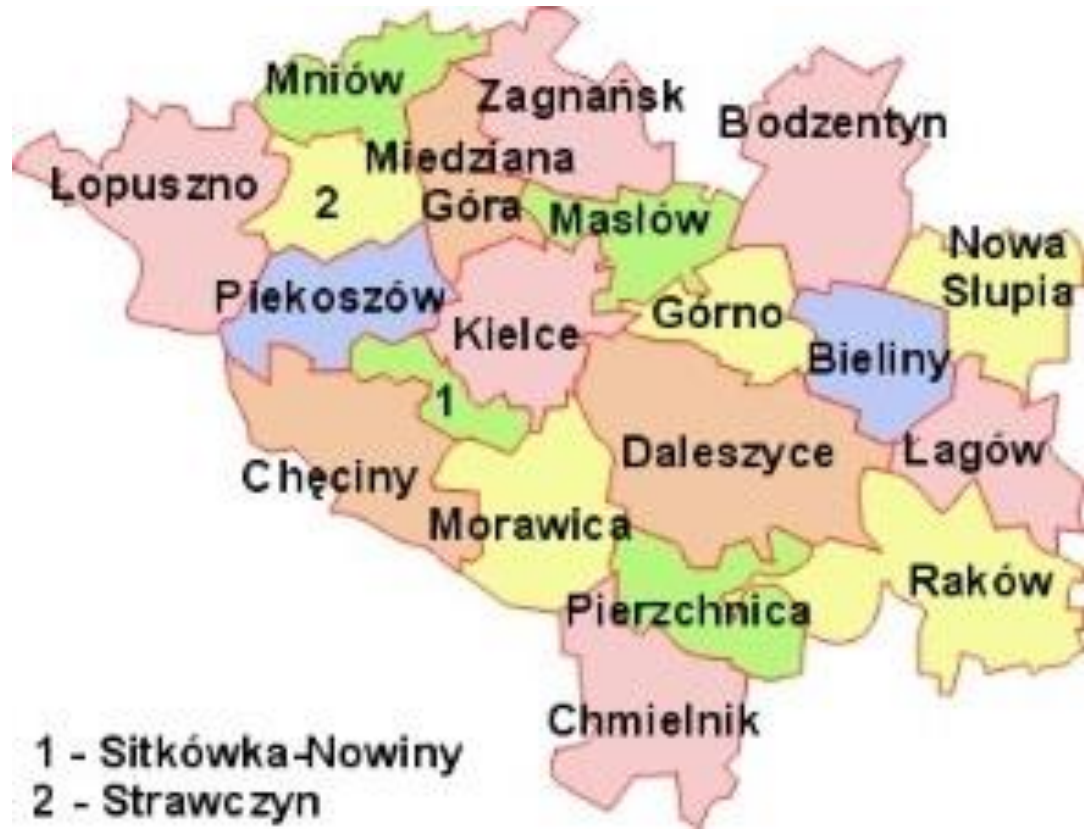 Mniów
Zagnańsk
Bodzentyn
Miedziana
Góra
Łopuszno
2
Masłów
Nowa
Słupia
Piekoszów
Kielce
Górno
Bieliny
1
Daleszyce
Łagów
Chęciny
Morawica
Raków
Pierzchnica
Chmielnik
1 - Sitkówka-Nowiny
2 - Strawczyn